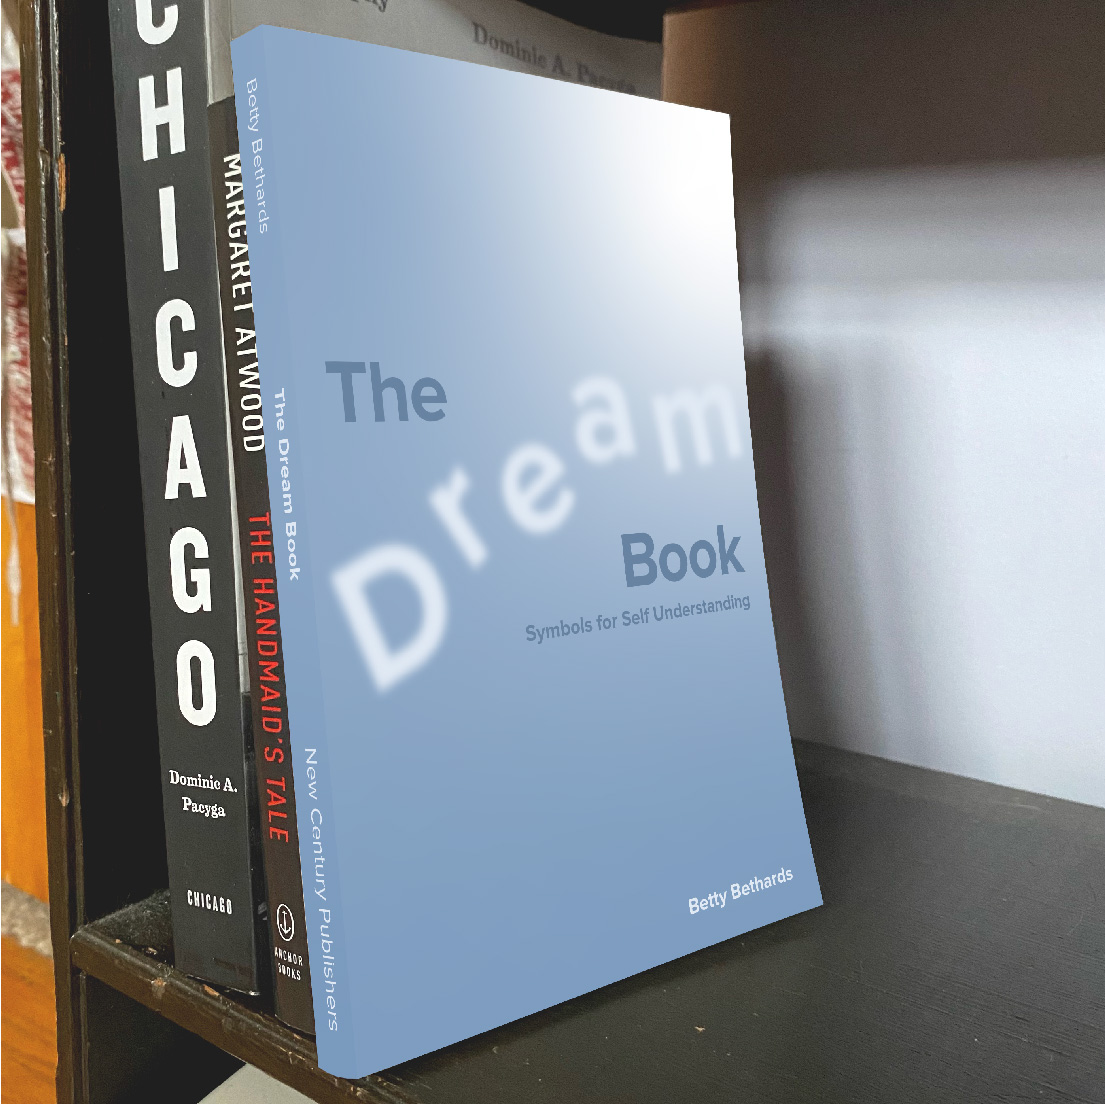 CHICAGO
Dominic A.
Pacyga
CHICAGO
Dominic A. Pacyga
MARGARET ATWOOD
THE HANDMAID'S TALE
ANCHOR
BOOKS
Betty Bethards
The Dream Book
New Century Publishers
The
Dream
Book
Symbols for Self Understanding
Betty Bethards